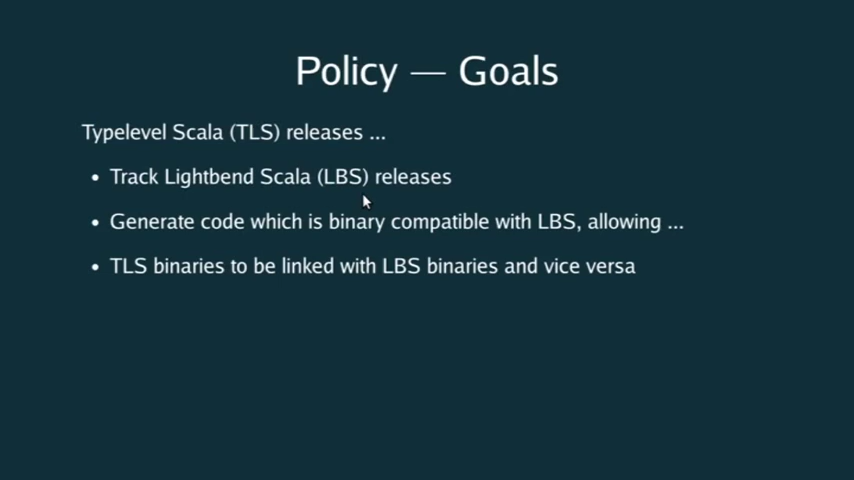 Policy — Goals
Typelevel Scala (TLS) releases ...
• Track Lightbend Scala (LBS) releases
• Generate code which is binary compatible with LBS, allowing ...
• TLS binaries to be linked with LBS binaries and vice versa